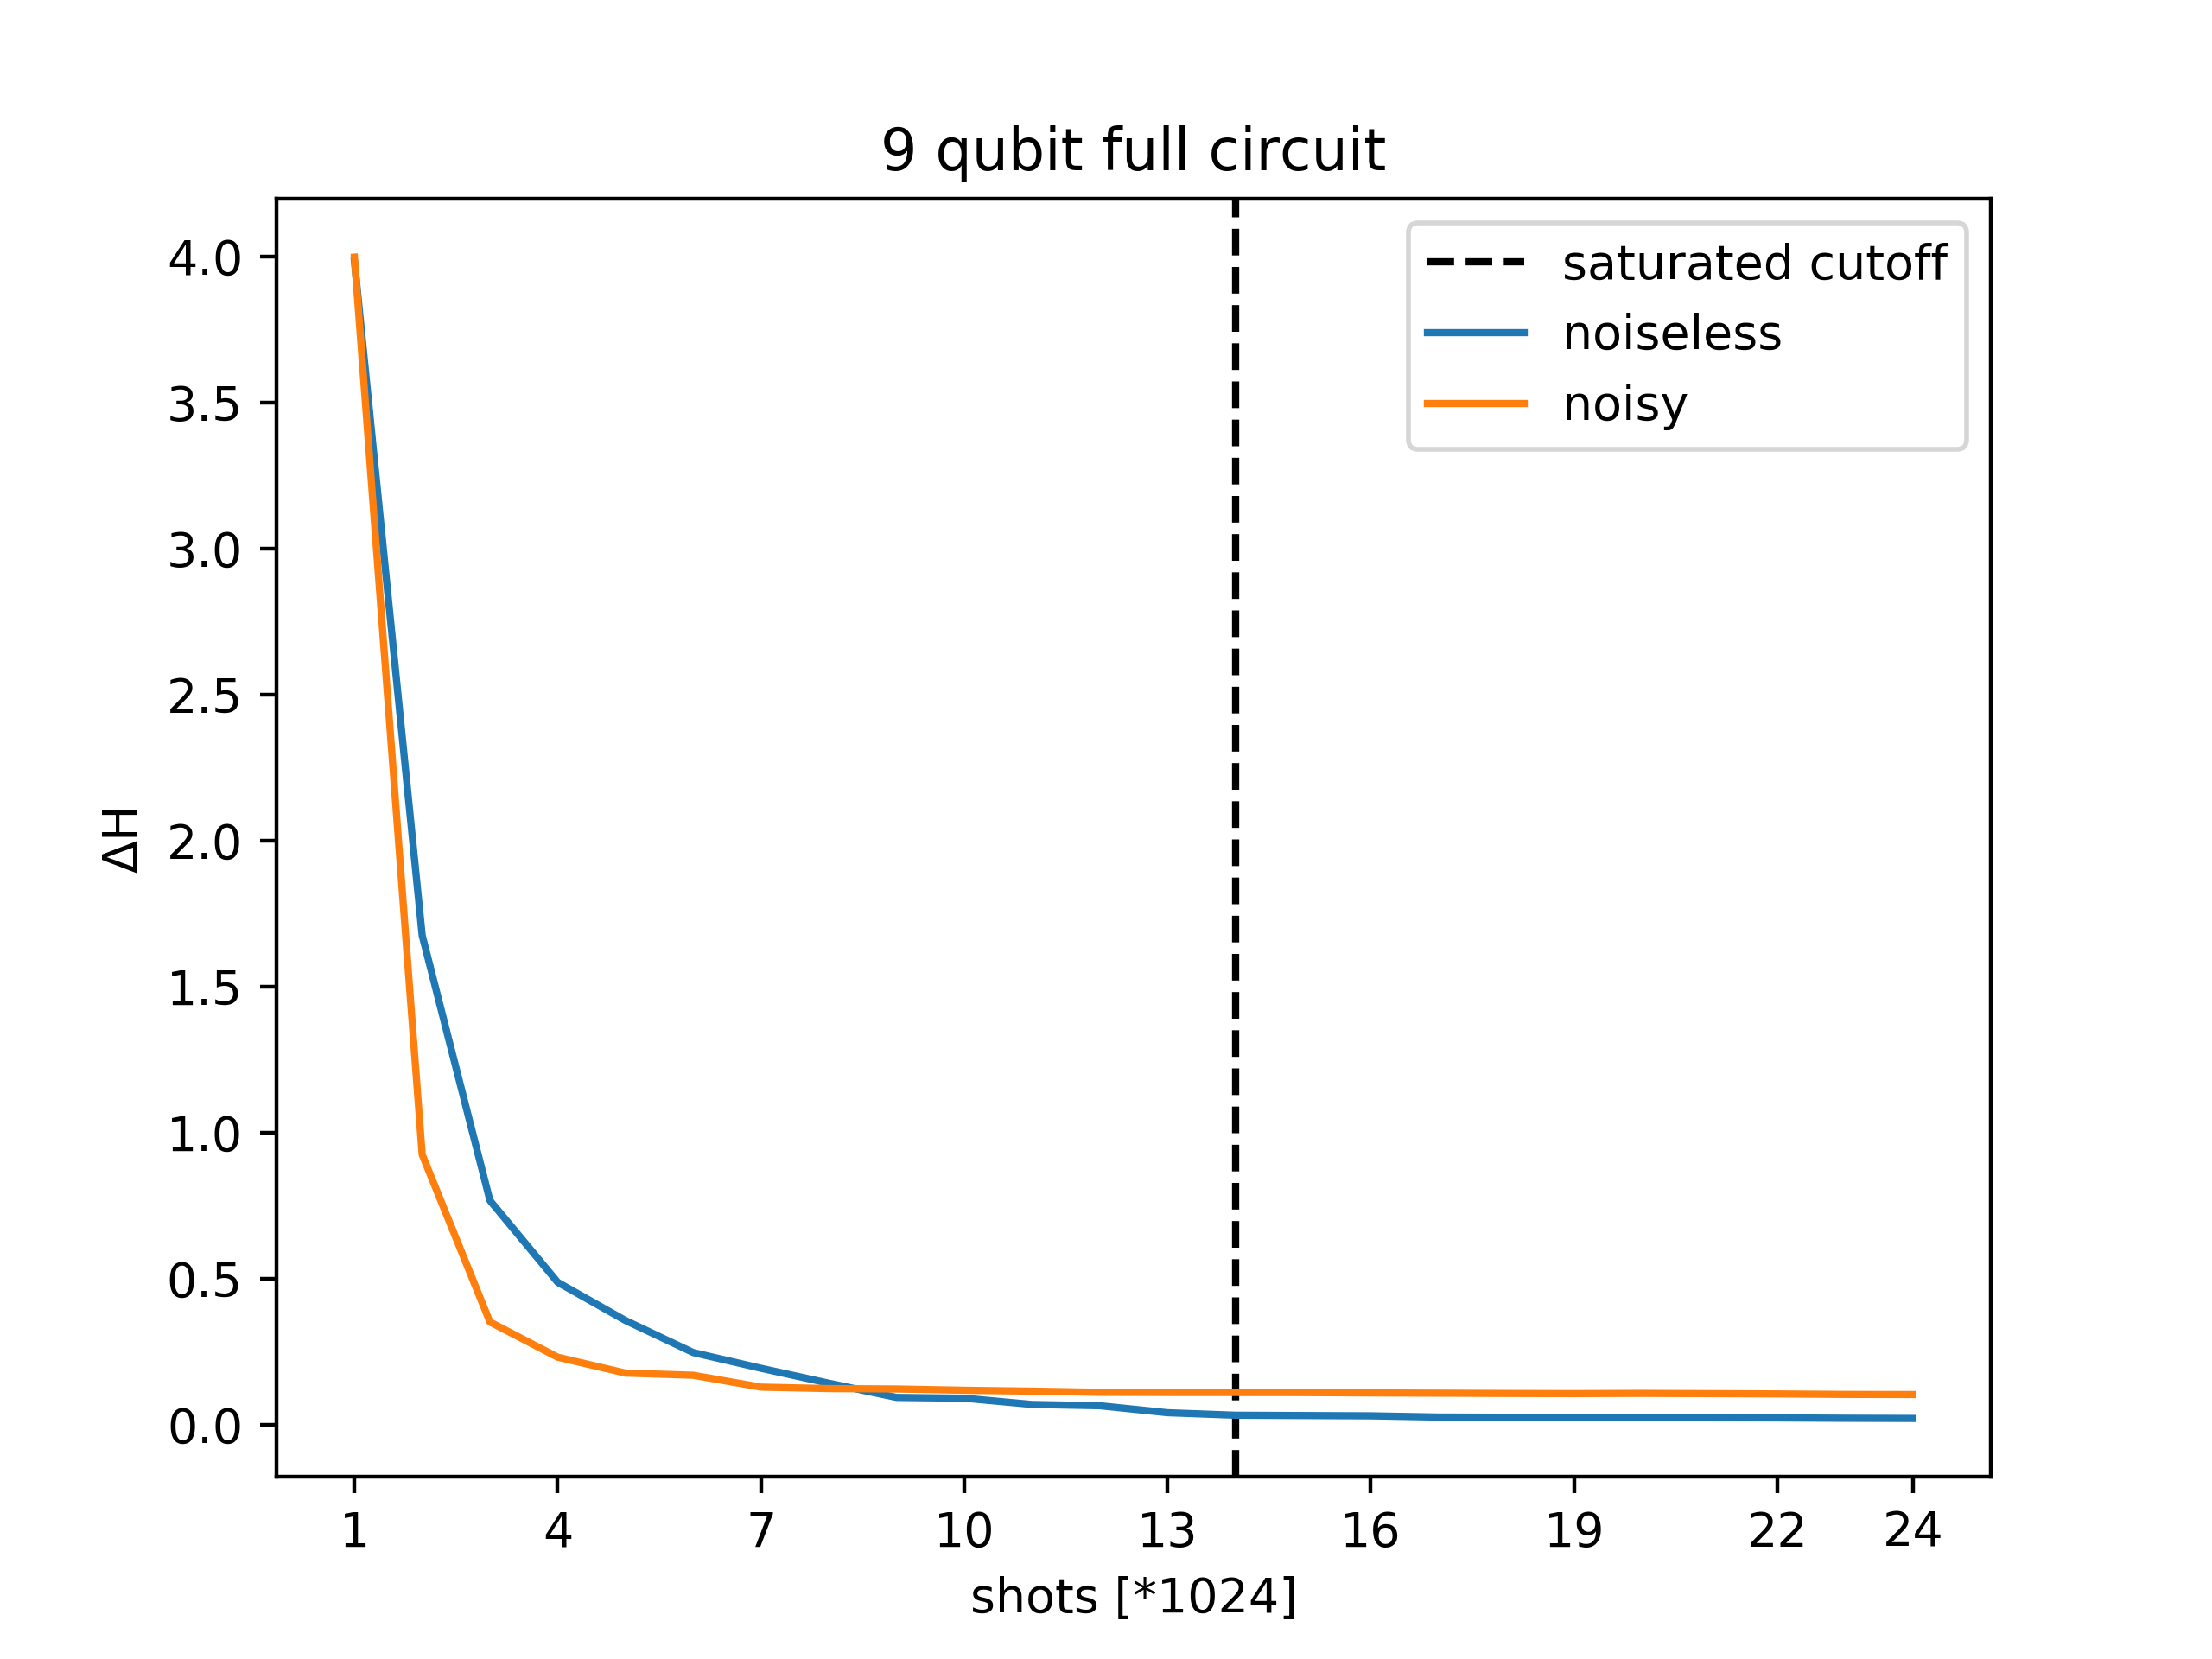 9 qubit full circuit
saturated cutoff
noiseless
noisy
4.0
3.5
3.0
2.5
2.0
1.5
1.0
0.5
0.0
ΔH
1 4 7 10 13 16 19 22 24
shots [*1024]